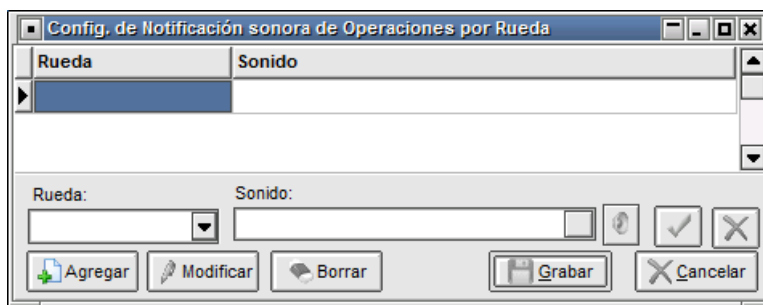 Config. de Notificación sonora de Operaciones por Rueda
Rueda Sonido
Rueda: Sonido:
Agregar Modificar Borrar Grabar Cancelar